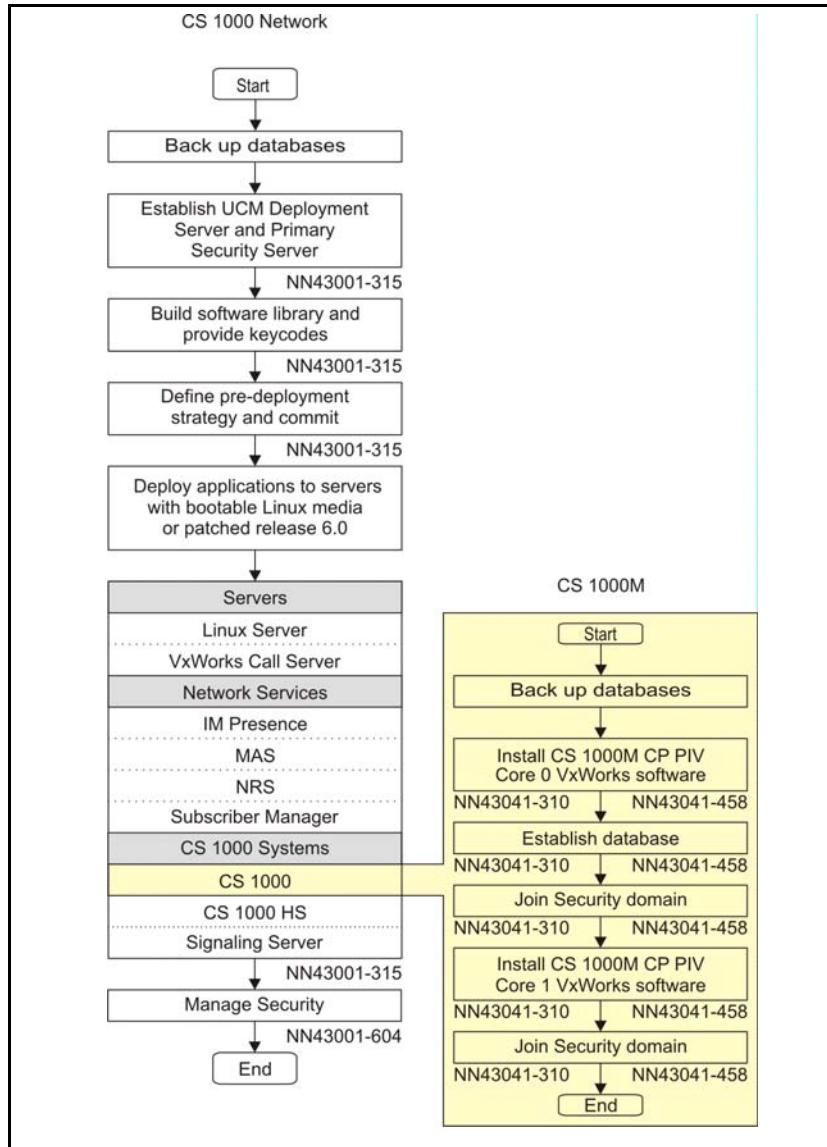 CS 1000 Network
Start
Back up databases
Establish UCM Deployment
Server and Primary
Security Server
NN43001-315
Build software library and
provide keycodes
NN43001-315
Define pre-deployment
strategy and commit
NN43001-315
Deploy applications to servers
with bootable Linux media
or patched release 6.0
Servers
Linux Server
VxWorks Call Server
Network Services
IM Presence
MAS
NRS
Subscriber Manager
CS 1000 Systems
CS 1000
CS 1000 HS
Signaling Server
NN43001-315
Manage Security
NN43001-604
End
CS 1000M
Start
Back up databases
Install CS 1000M CP PIV
Core 0 VxWorks software
NN43041-310 NN43041-458
Establish database
NN43041-310 NN43041-458
Join Security domain
NN43041-310 NN43041-458
Install CS 1000M CP PIV
Core 1 VxWorks software
NN43041-310 NN43041-458
Join Security domain
NN43041-310 NN43041-458
End